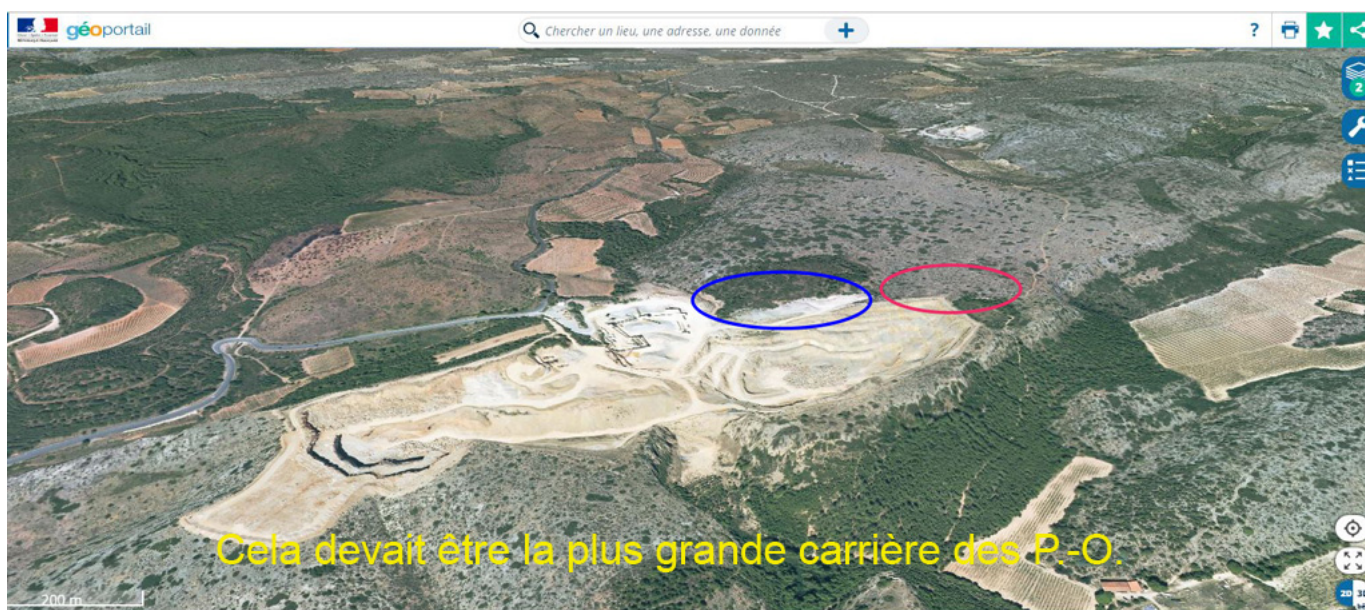 géoportail
Chercher un lieu, une adresse, une donnée
?
2
Cela devait être la plus grande carrière des P.-O.
200 m
2D 3D